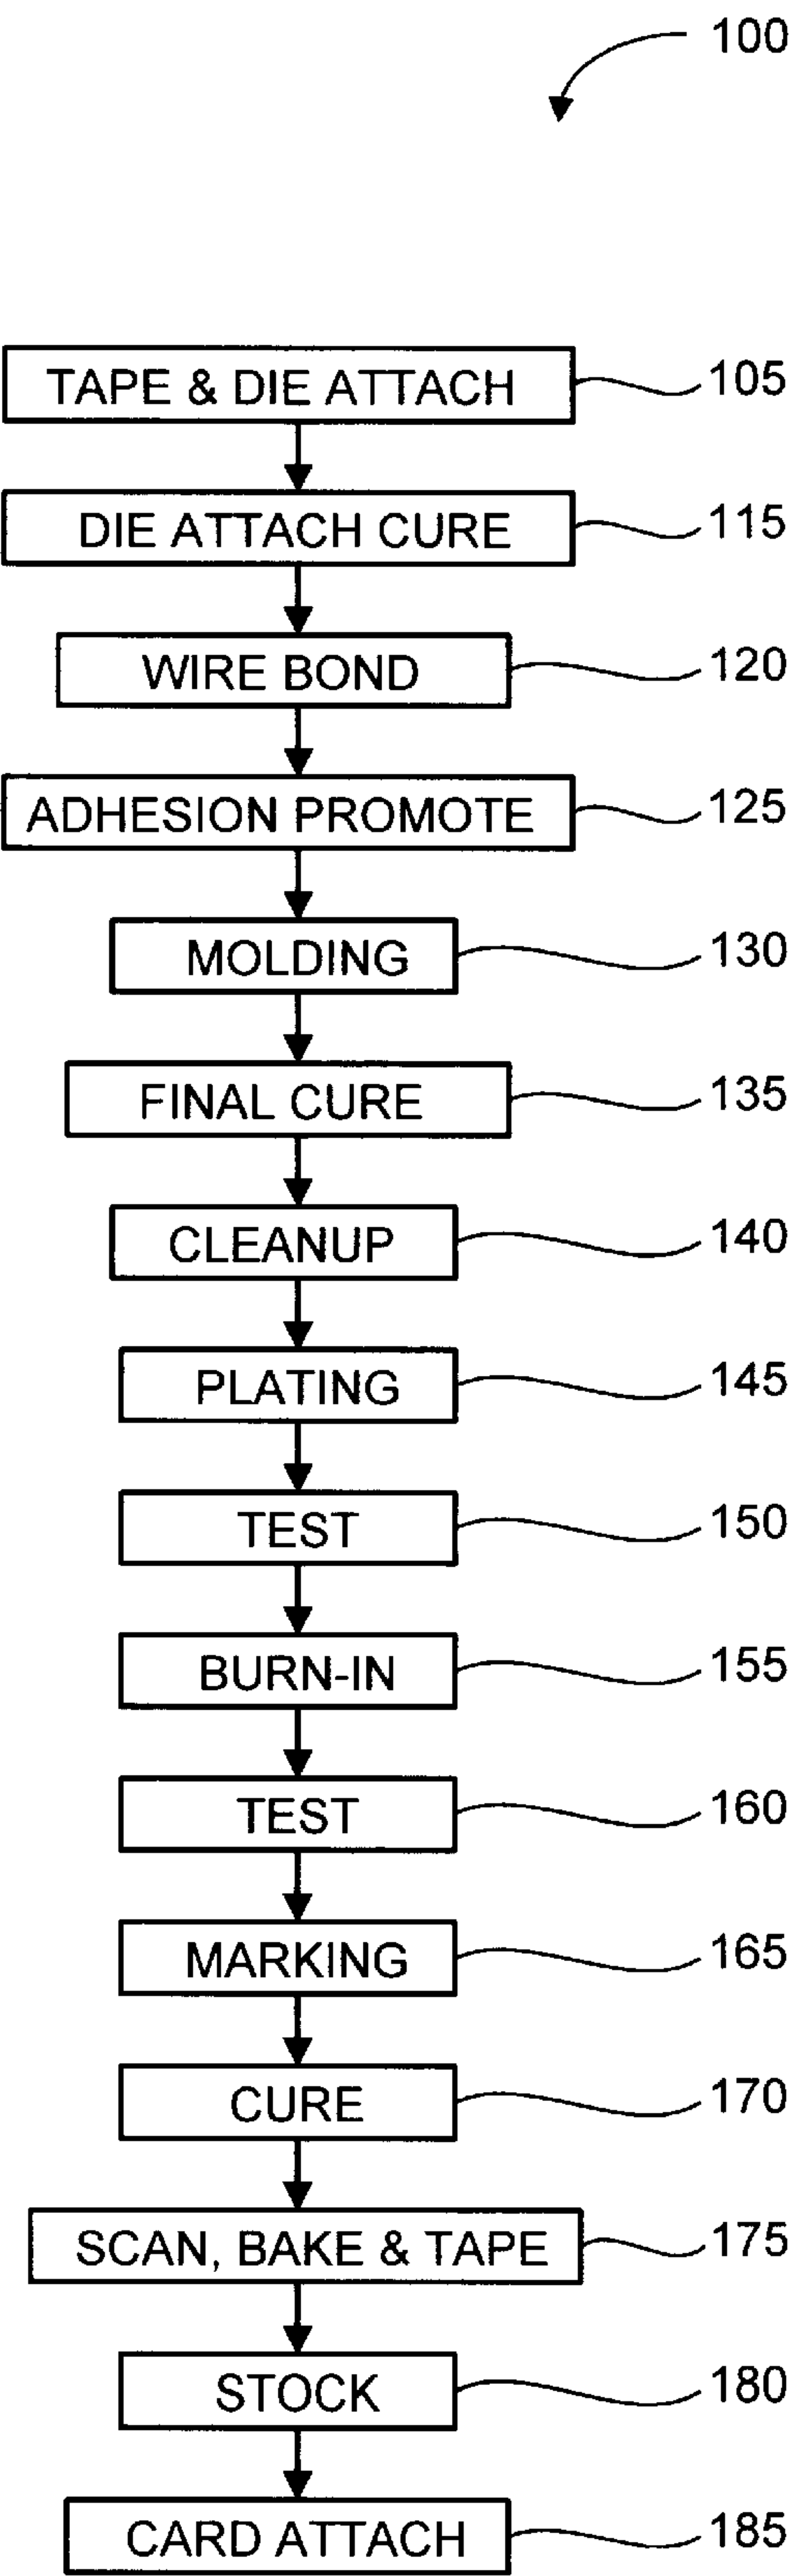 100
TAPE & DIE ATTACH 105
DIE ATTACH CURE 115
WIRE BOND 120
ADHESION PROMOTE 125
MOLDING 130
FINAL CURE 135
CLEANUP 140
PLATING 145
TEST 150
BURN-IN 155
TEST 160
MARKING 165
CURE 170
SCAN, BAKE & TAPE 175
STOCK 180
CARD ATTACH 185